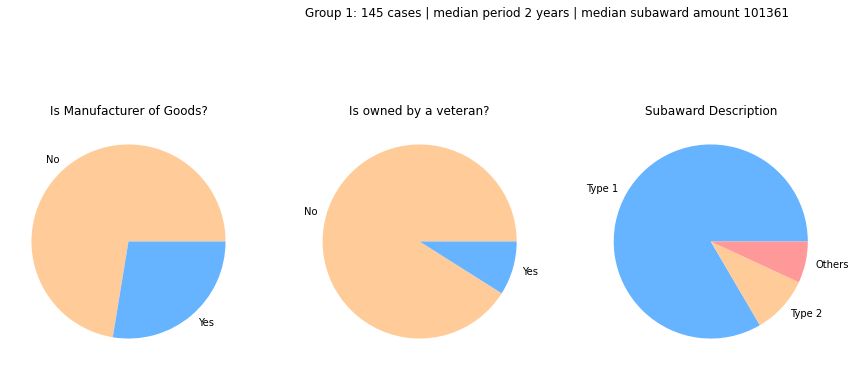 Group 1: 145 cases | median period 2 years | median subaward amount 101361
Is Manufacturer of Goods?
No
Yes
Is owned by a veteran?
No
Yes
Subaward Description
Type 1
Others
Type 2